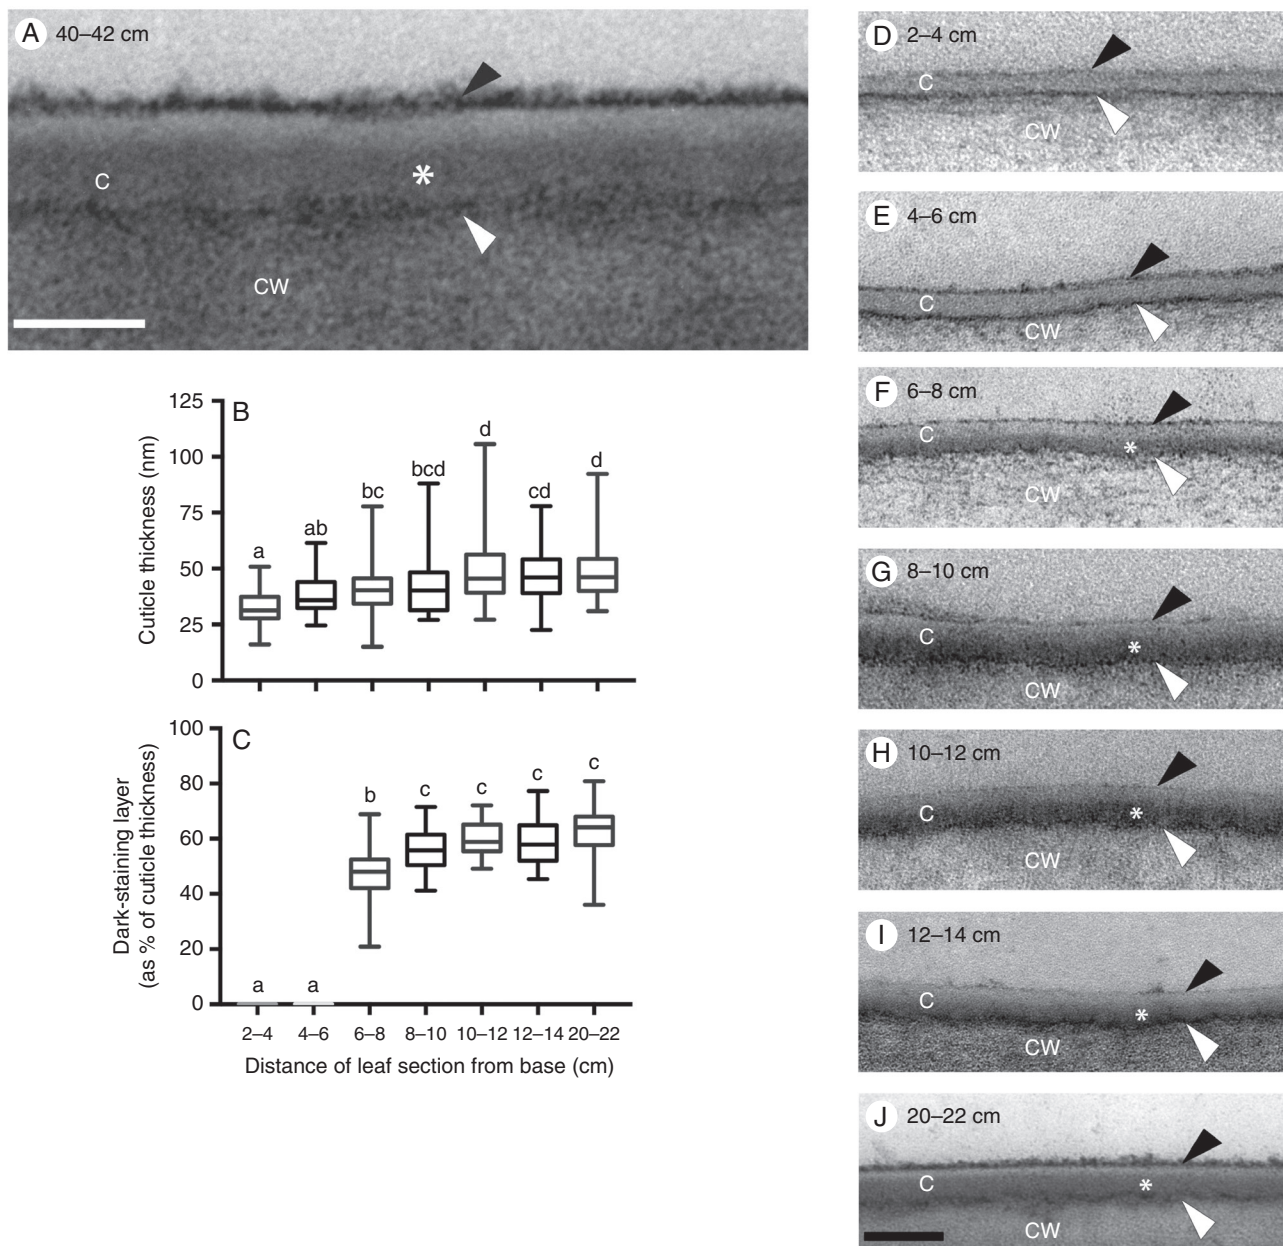 A 40–42 cm
*
C
CW
B
Cuticle thickness (nm)
125
100
75
50
25
0
a
ab
bc
bcd
d
cd
d
C
Dark-staining layer
(as % of cuticle thickness)
100
80
60
40
20
0
a
a
b
c
c
c
c
2–4 4–6 6–8 8–10 10–12 12–14 20–22
Distance of leaf section from base (cm)
D 2–4 cm
C
CW
E 4–6 cm
C
CW
F 6–8 cm
C
*
CW
G 8–10 cm
C
*
CW
H 10–12 cm
C
*
CW
I 12–14 cm
C
*
CW
J 20–22 cm
C
*
CW